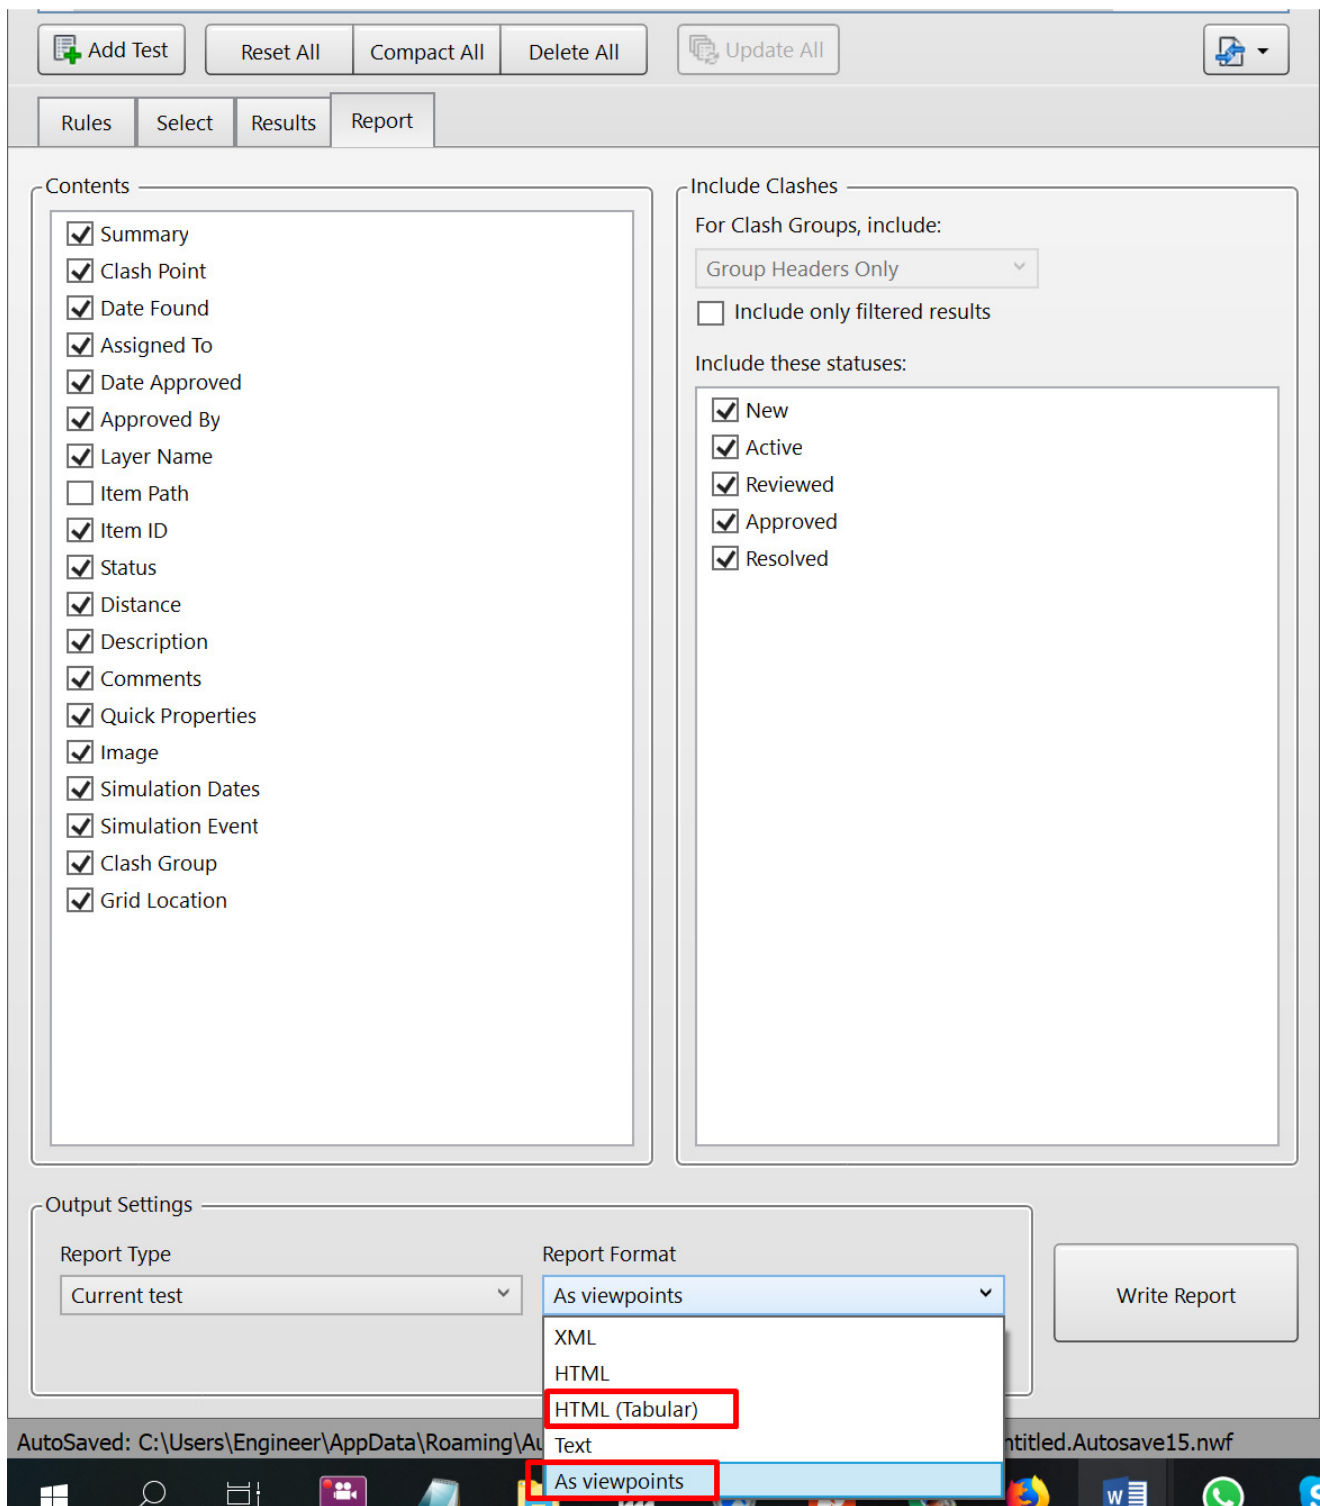 Add Test
Reset All
Compact All
Delete All
Update All
Rules
Select
Results
Report
Contents
Summary
Clash Point
Date Found
Assigned To
Date Approved
Approved By
Layer Name
Item Path
Item ID
Status
Distance
Description
Comments
Quick Properties
Image
Simulation Dates
Simulation Event
Clash Group
Grid Location
Include Clashes
For Clash Groups, include:
Group Headers Only
Include only filtered results
Include these statuses:
New
Active
Reviewed
Approved
Resolved
Output Settings
Report Type
Current test
Report Format
As viewpoints
Write Report
XML
HTML
HTML (Tabular)
Text
As viewpoints
AutoSaved: C:\Users\Engineer\AppData\Roaming\Au
ntitled.Autosave15.nwf